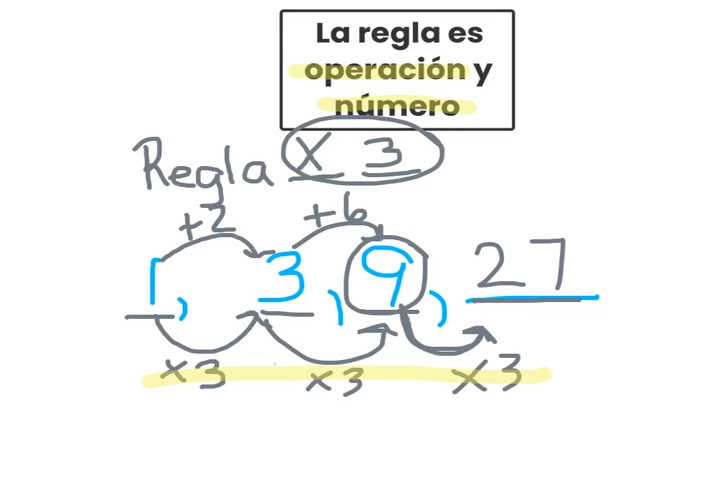 La regla es
operación y
número
Regla x 3
+2 +6
1, 3, 9, 27
x3 x3 x3